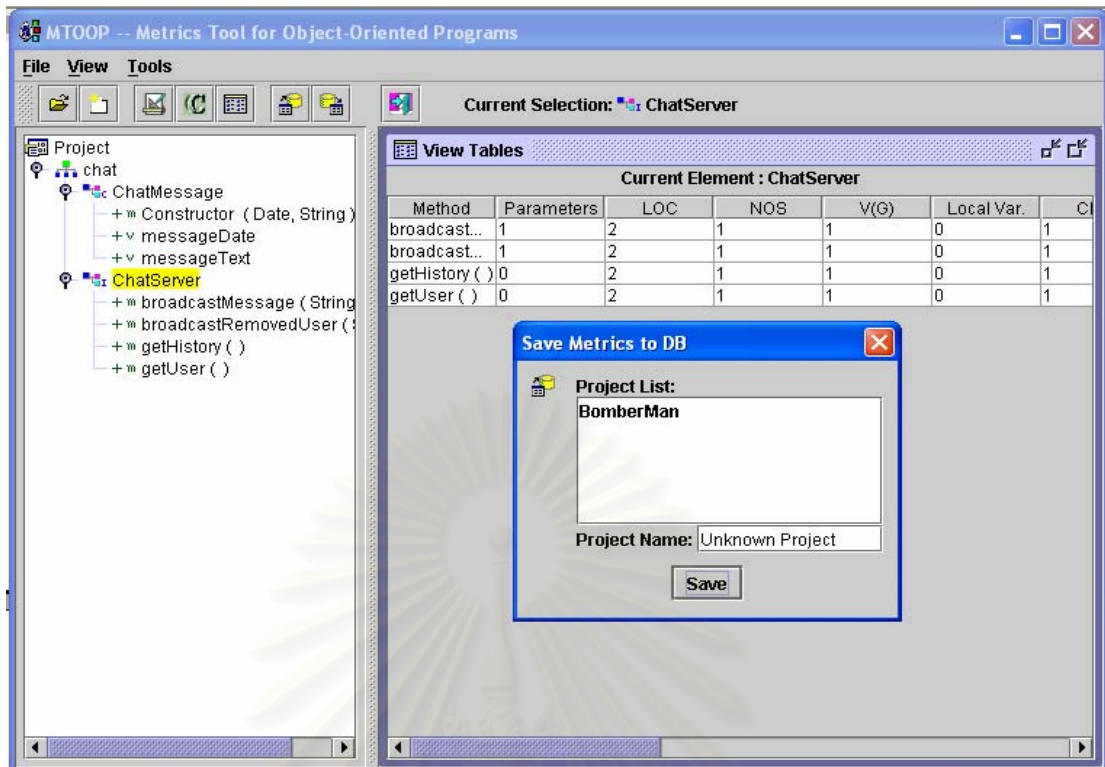 MTOOP -- Metrics Tool for Object-Oriented Programs
File View Tools
Current Selection: ChatServer
Project
chat
ChatMessage
+ m Constructor ( Date, String )
+ v messageDate
+ v messageText
ChatServer
+ m broadcastMessage ( String
+ m broadcastRemovedUser (
+ m getHistory ( )
+ m getUser ( )
View Tables
Current Element : ChatServer
Method Parameters LOC NOS V(G) Local Var. Cl
broadcast... 1 2 1 1 0 1
broadcast... 1 2 1 1 0 1
getHistory ( ) 0 2 1 1 0 1
getUser ( ) 0 2 1 1 0 1
Save Metrics to DB
Project List:
BomberMan
Project Name: Unknown Project
Save